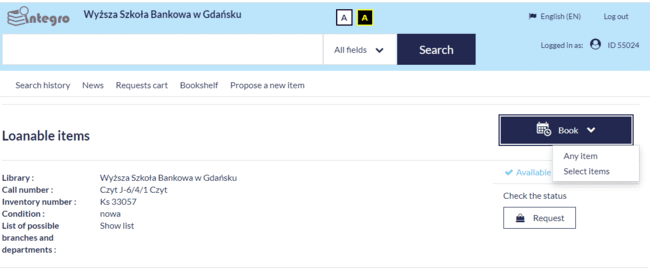 Integro
Wyższa Szkoła Bankowa w Gdańsku
A A
English (EN) Log out
All fields Search
Logged in as: ID 55024
Search history News Requests cart Bookshelf Propose a new item
Loanable items
Book
Any item
Select Items
Available
Library : Wyższa Szkoła Bankowa w Gdańsku
Call number : Czyt J-6/4/1 Czyt
Inventory number : Ks 33057
Condition : nowa
List of possible branches and departments : Show list
Check the status
Request